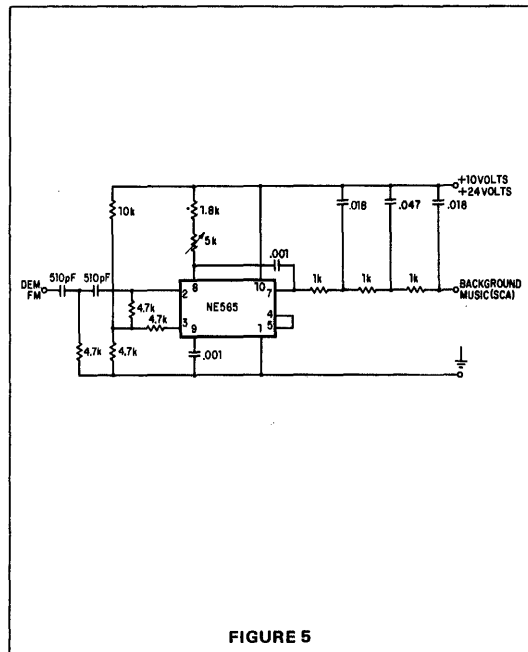 +10VOLTS
+24VOLTS
10k
1.8k
.018
.047
.018
5k
.001
510pF
510pF
DEM
FM
8
10
7
1k
1k
1k
BACKGROUND
MUSIC(SCA)
2
NE565
4
5
4.7k
3
4.7k
9
1
4.7k
4.7k
.001
FIGURE 5